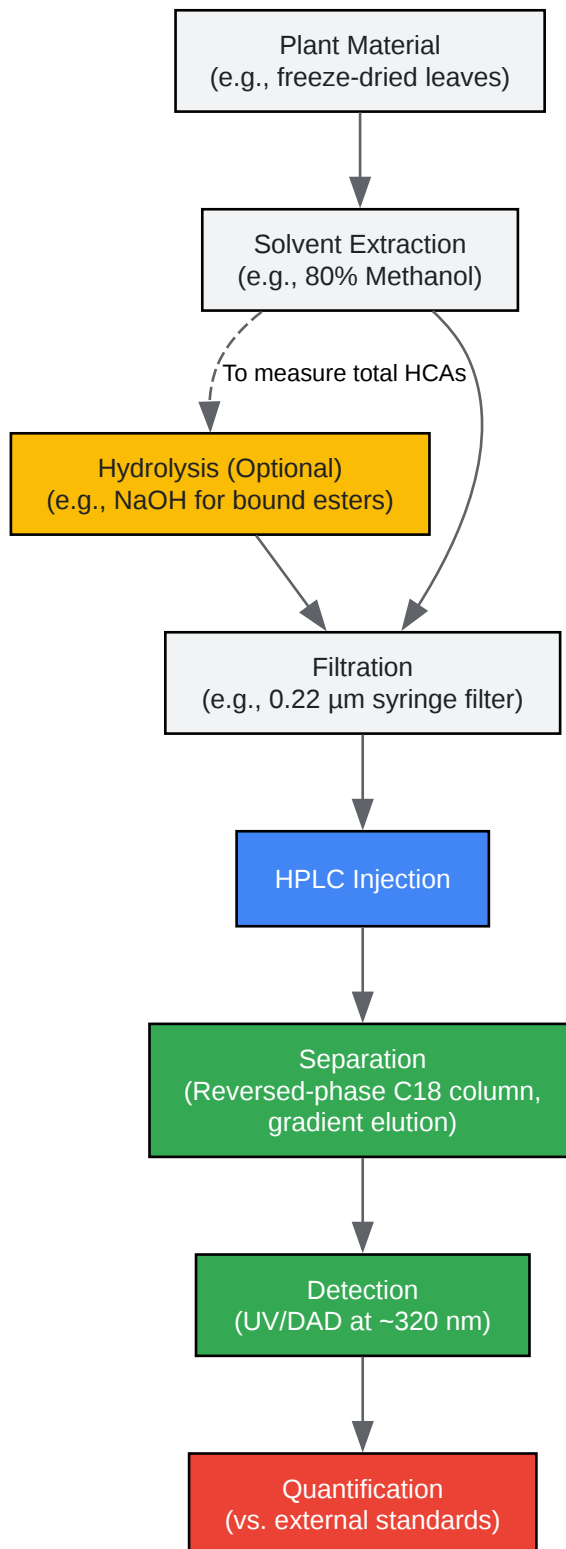 Plant Material
(e.g., freeze-dried leaves)
Solvent Extraction
(e.g., 80% Methanol)
To measure total HCAs
Hydrolysis (Optional)
(e.g., NaOH for bound esters)
Filtration
(e.g., 0.22 µm syringe filter)
HPLC Injection
Separation
(Reversed-phase C18 column,
gradient elution)
Detection
(UV/DAD at ~320 nm)
Quantification
(vs. external standards)